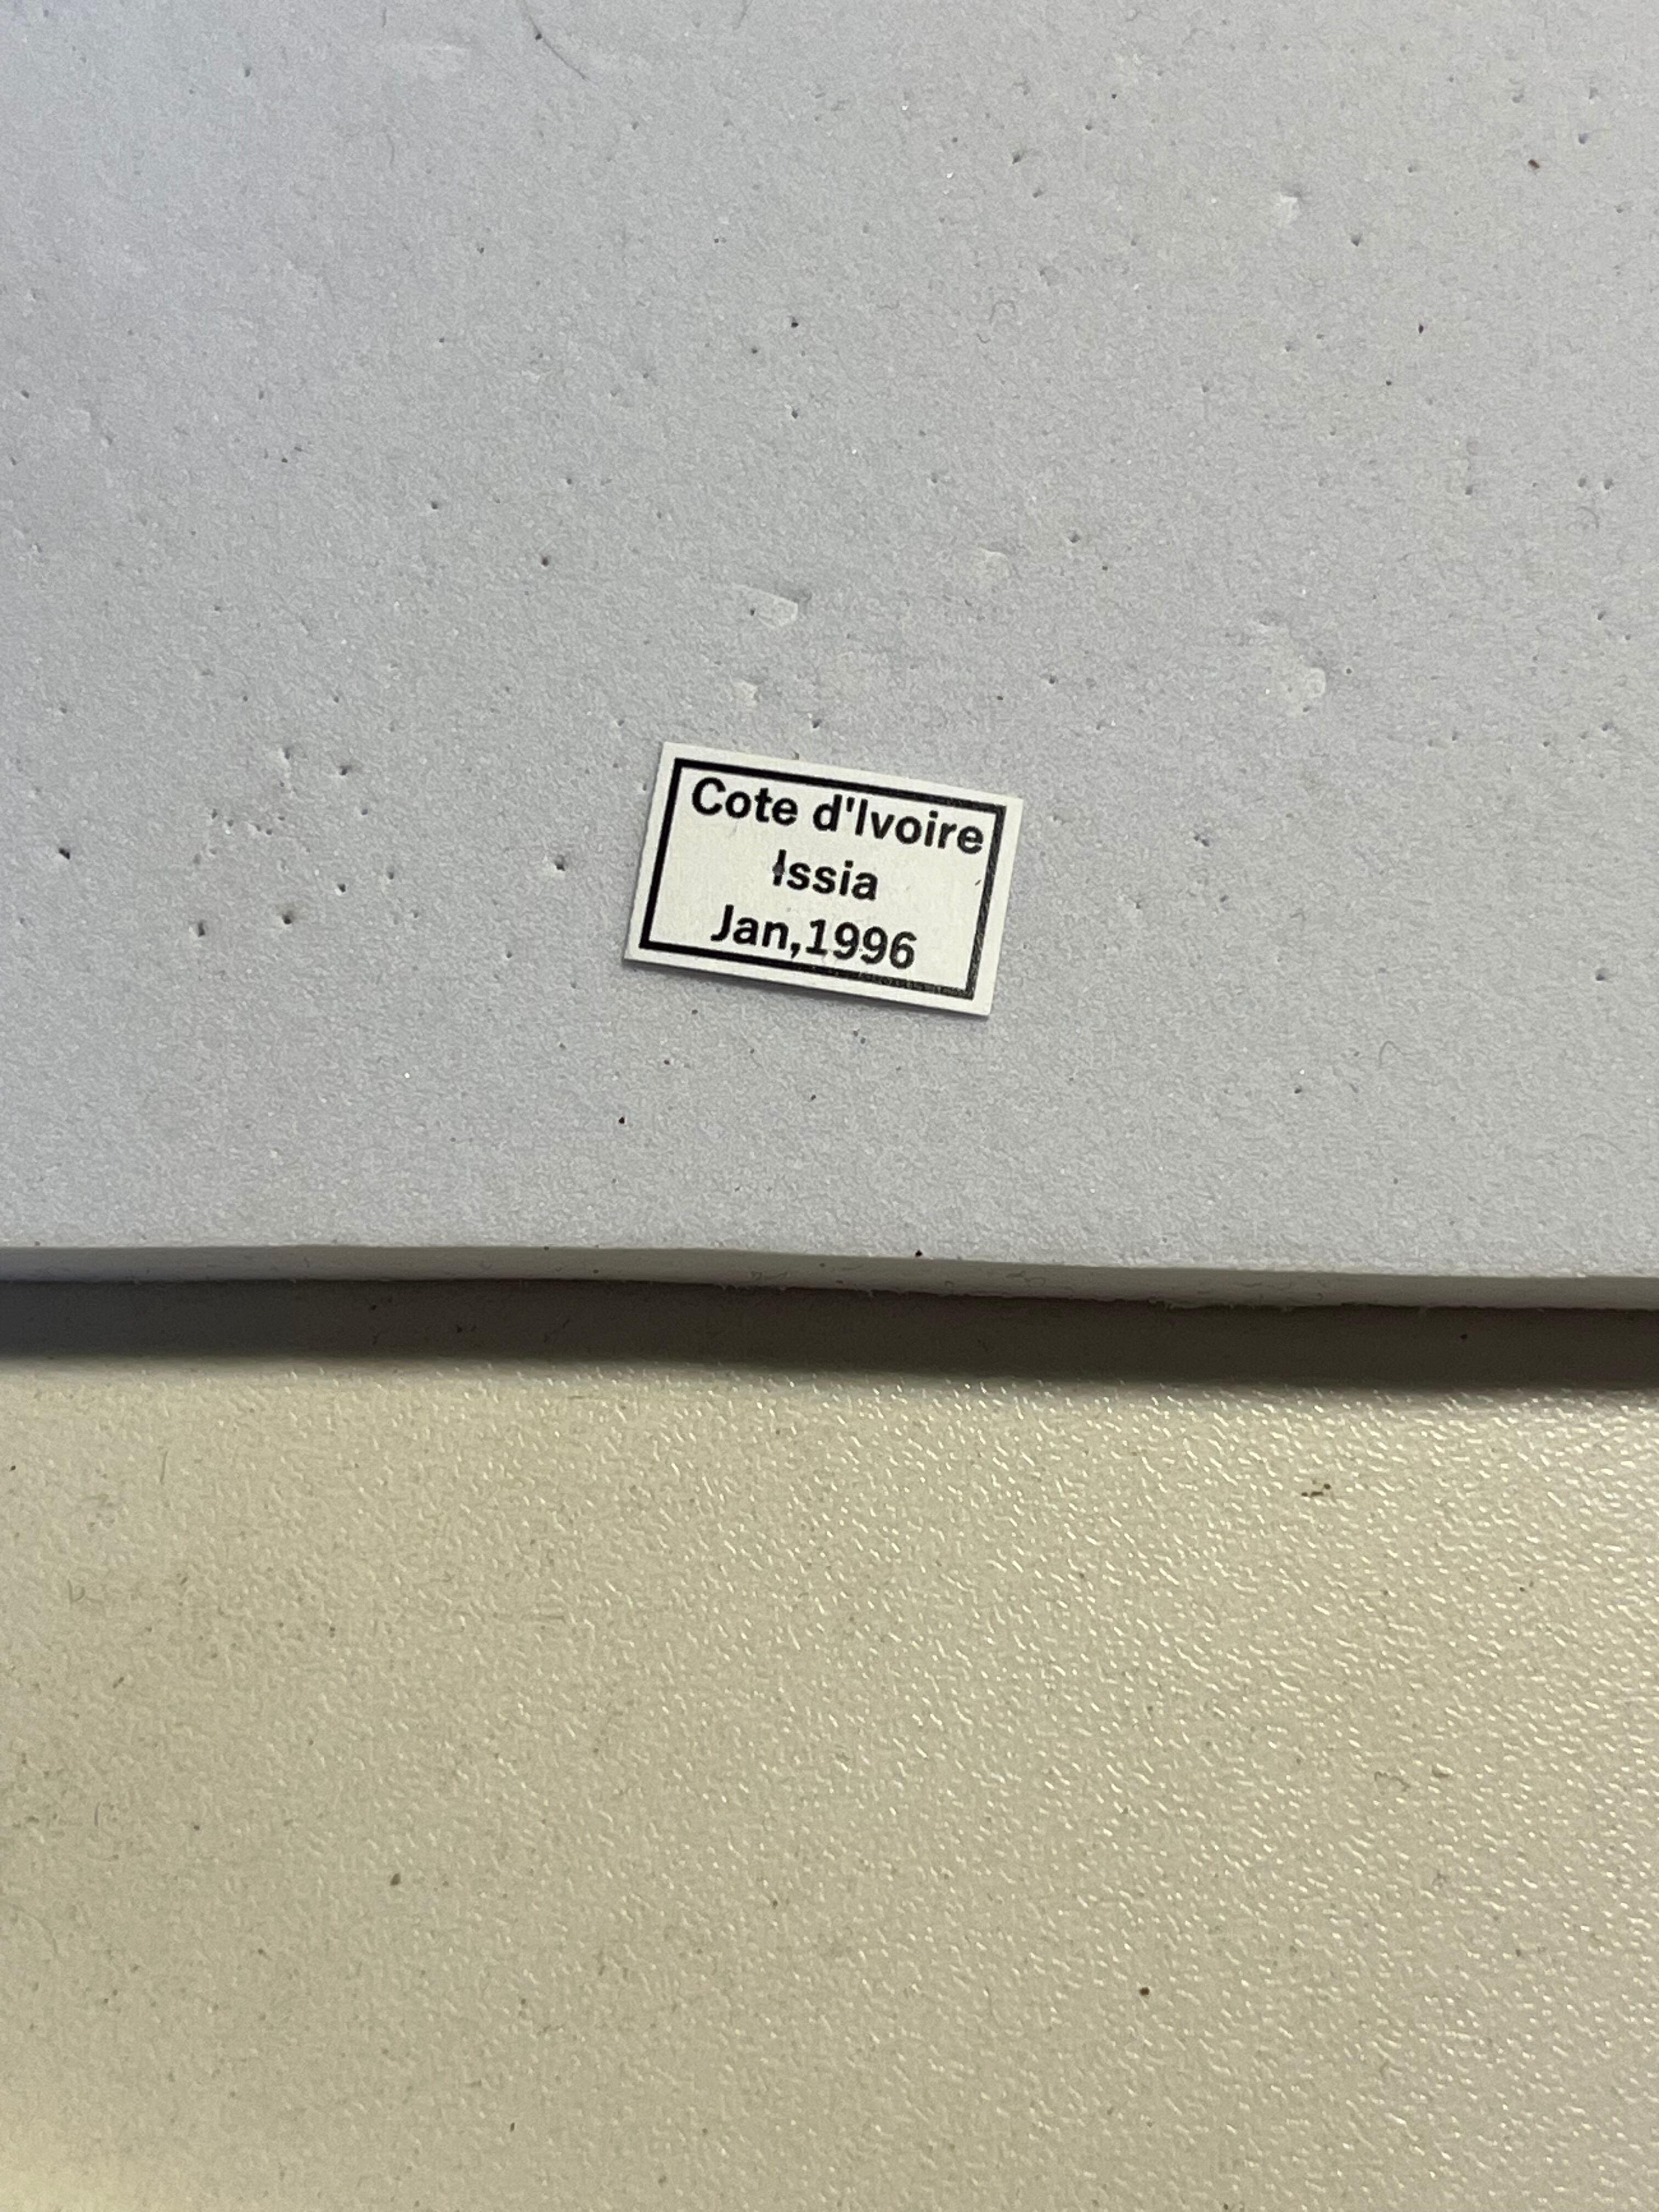 Cote d'Ivoire
Issia
Jan,1996